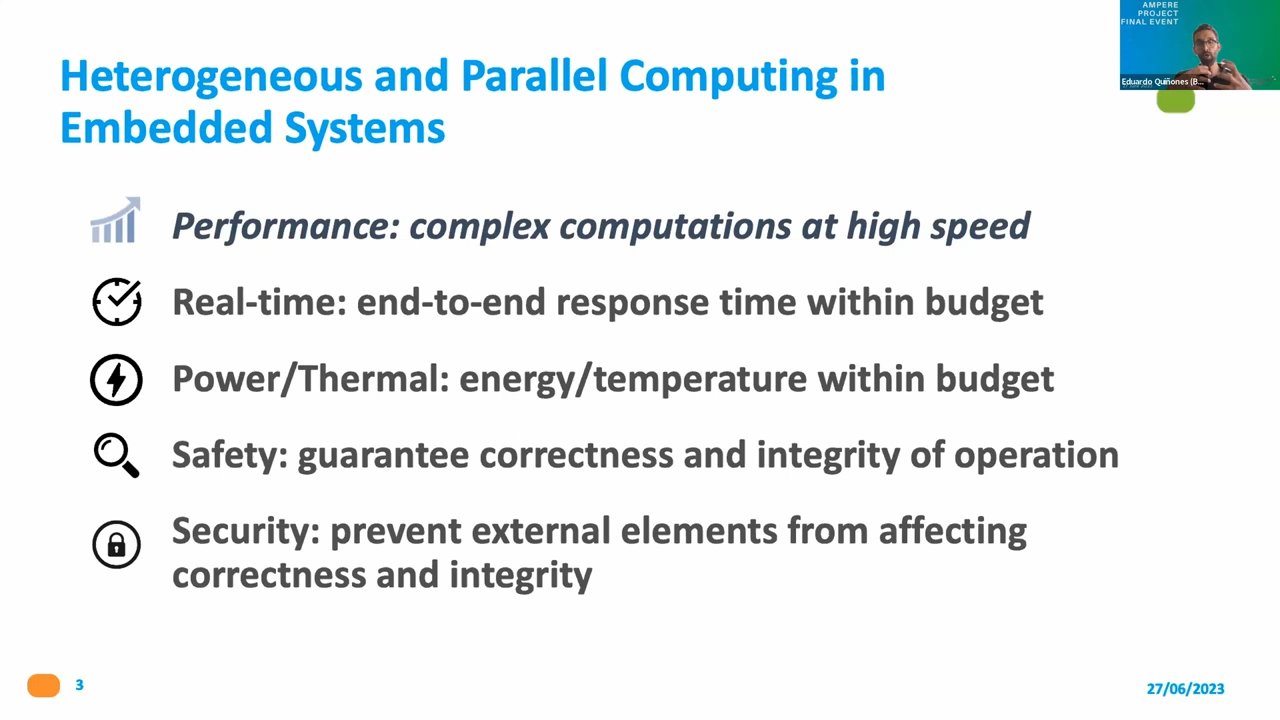 AMPERE
PROJECT
FINAL EVENT
Eduardo Quiñones (B...
Heterogeneous and Parallel Computing in
Embedded Systems
Performance: complex computations at high speed
Real-time: end-to-end response time within budget
Power/Thermal: energy/temperature within budget
Safety: guarantee correctness and integrity of operation
Security: prevent external elements from affecting
correctness and integrity
3
27/06/2023